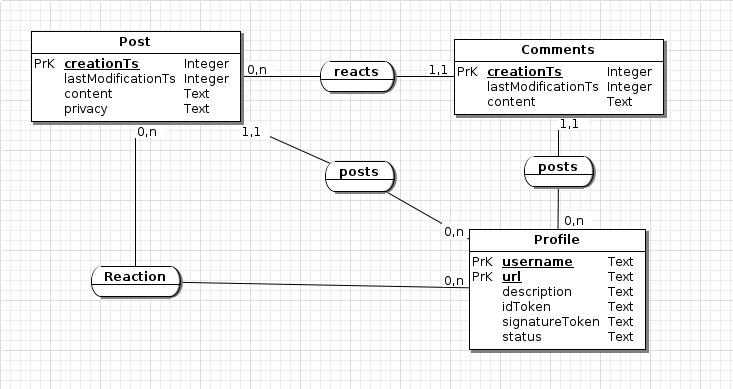 Post
PrK creationTs Integer
lastModificationTs Integer
content Text
privacy Text
0,n
reacts
1,1
Comments
PrK creationTs Integer
lastModificationTs Integer
content Text
0,n
1,1
posts
0,n
1,1
posts
0,n
Reaction
0,n
Profile
PrK username Text
PrK url Text
description Text
idToken Text
signatureToken Text
status Text